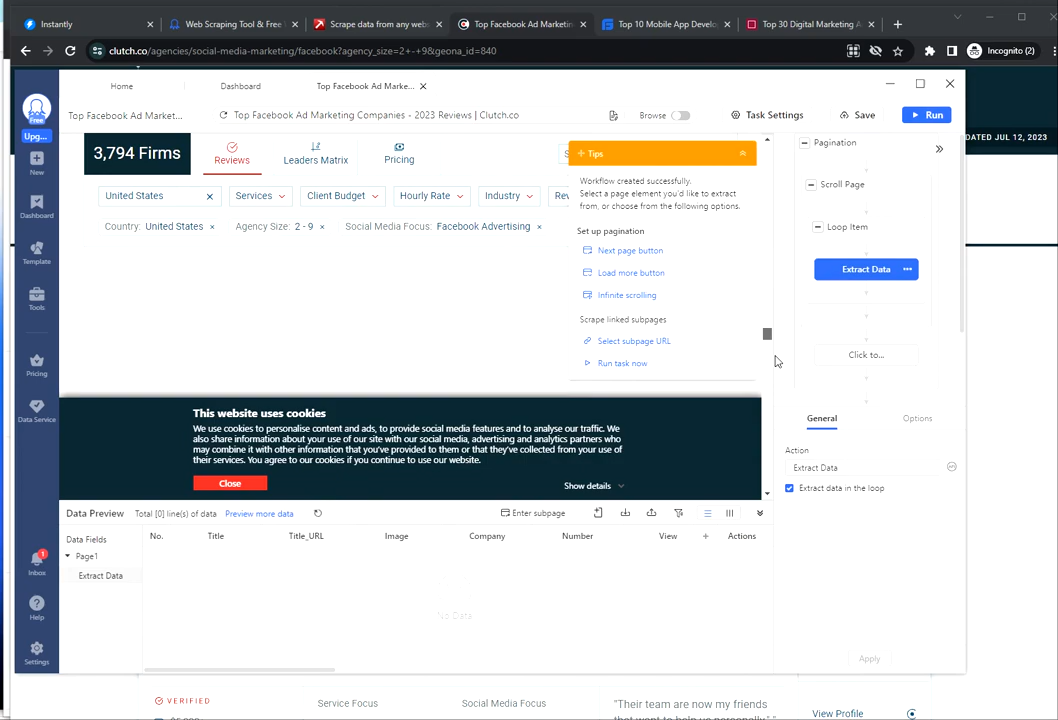 Instantly
Web Scraping Tool & Free
Scrape data from any web
Top Facebook Ad Marketin
Top 10 Mobile App Develo
Top 30 Digital Marketing A
clutch.co/agencies/social-media-marketing/facebook?agency_size=2+-+9&geona_id=840
Incognito (2)
Home
Dashboard
Top Facebook Ad Marke...
Top Facebook Ad Market...
Top Facebook Ad Marketing Companies - 2023 Reviews | Clutch.co
Browse
Task Settings
Save
Run
DATED JUL 12, 2023
Free
Upg...
New
Dashboard
Template
Tools
Pricing
Data Service
1
Inbox
Help
Settings
3,794 Firms
Reviews
Leaders Matrix
Pricing
S
United States
Services
Client Budget
Hourly Rate
Industry
Rev
Country: United States ×
Agency Size: 2 - 9 ×
Social Media Focus: Facebook Advertising ×
Tips
Workflow created successfully.
Select a page element you'd like to extract
from, or choose from the following options.
Set up pagination
Next page button
Load more button
Infinite scrolling
Scrape linked subpages
Select subpage URL
Run task now
Pagination
Scroll Page
Loop Item
Extract Data
Click to...
This website uses cookies
We use cookies to personalise content and ads, to provide social media features and to analyse our traffic. We
also share information about your use of our site with our social media, advertising and analytics partners who
may combine it with other information that you've provided to them or that they've collected from your use of
their services. You agree to our cookies if you continue to use our website.
Close
Show details
General
Options
Action
Extract Data
Extract data in the loop
Apply
Data Preview
Total [0] line(s) of data
Preview more data
Enter subpage
Data Fields
Page1
Extract Data
No.
Title
Title_URL
Image
Company
Number
View
+
Actions
No Data
VERIFIED
Service Focus
Social Media Focus
"Their team are now my friends
View Profile